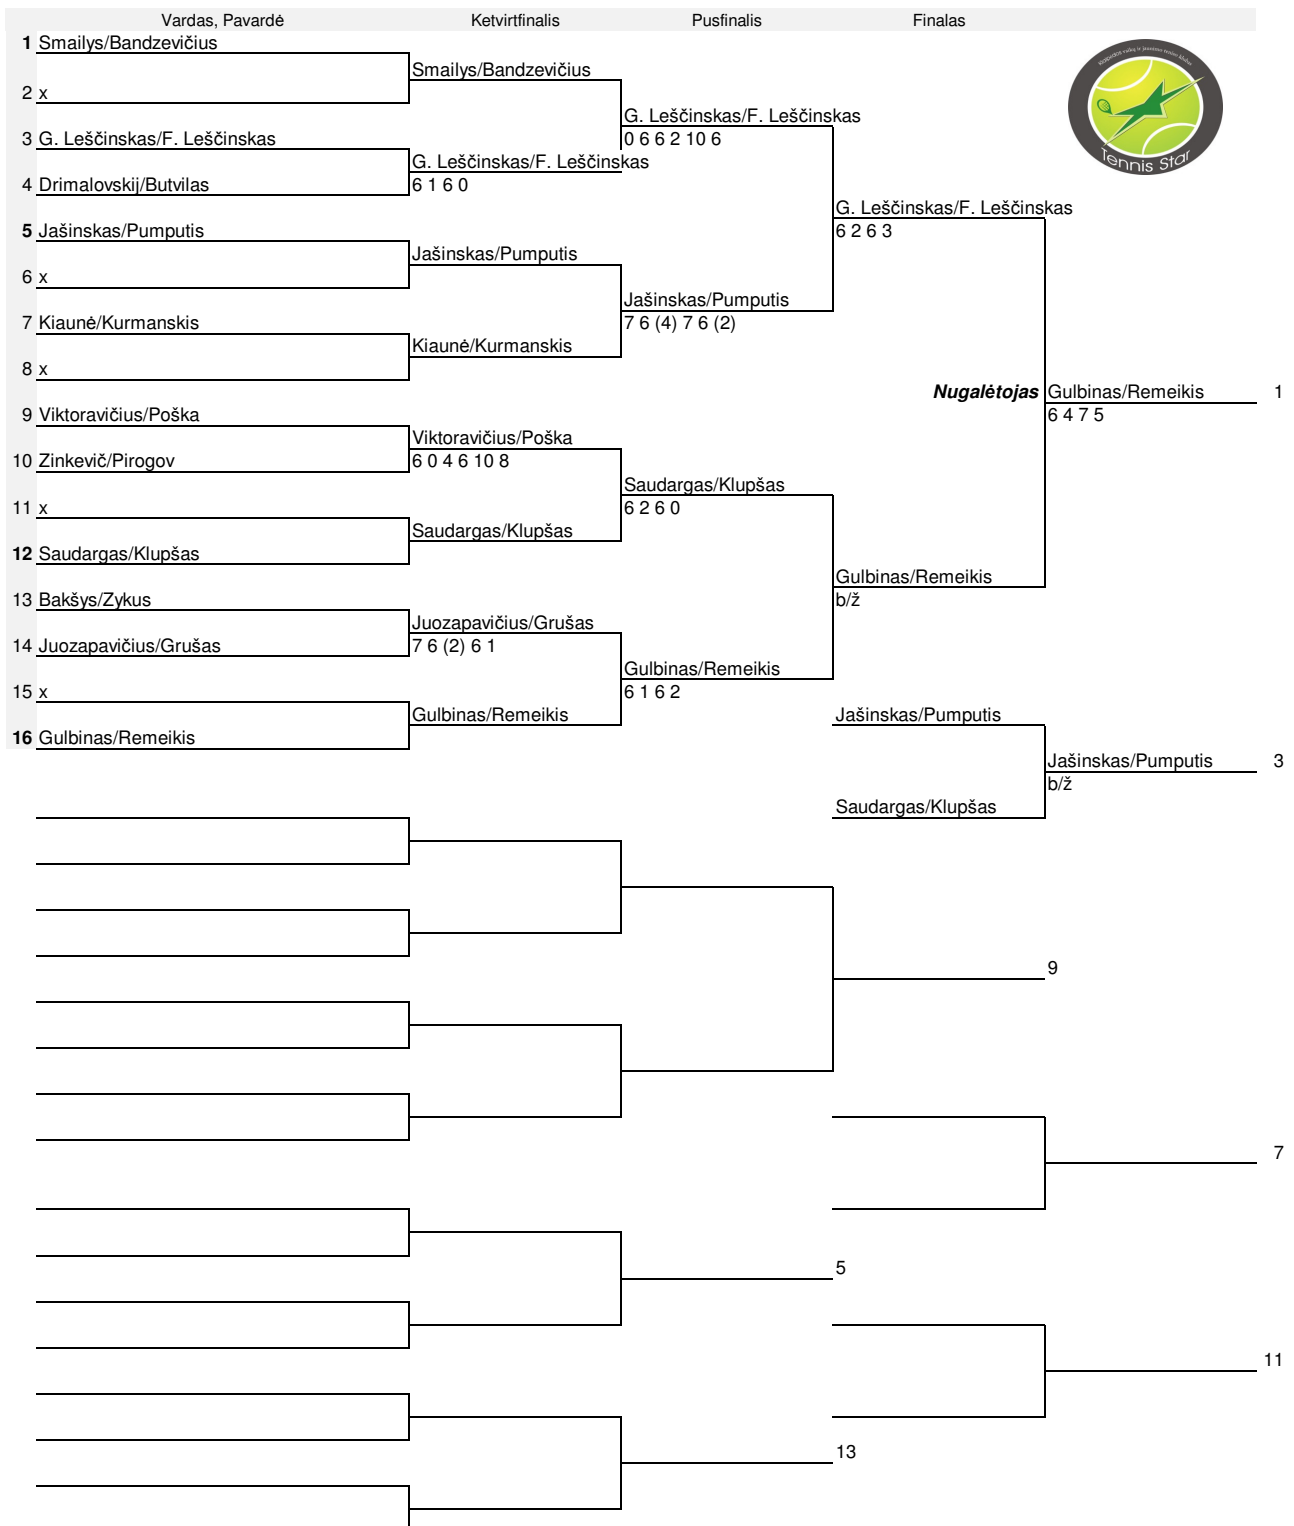 Vardas, Pavardė Ketvirtfinalis Pusfinalis Finalas
1 Smailys/Bandzevičius
Smailys/Bandzevičius
2 x
G. Leščinskas/F. Leščinskas
3 G. Leščinskas/F. Leščinskas
0 6 6 2 10 6
G. Leščinskas/F. Leščinskas
4 Drimalovskij/Butvilas
6 1 6 0
Tennis Star
G. Leščinskas/F. Leščinskas
5 Jašinskas/Pumputis
6 2 6 3
Jašinskas/Pumputis
6 x
Jašinskas/Pumputis
7 Kiaunė/Kurmanskis
7 6 (4) 7 6 (2)
Kiaunė/Kurmanskis
8 x
Nugalėtojas Gulbinas/Remeikis 1
9 Viktoravičius/Poška
6 4 7 5
Viktoravičius/Poška
10 Zinkevič/Pirogov
6 0 4 6 10 8
Saudargas/Klupšas
11 x
6 2 6 0
Saudargas/Klupšas
12 Saudargas/Klupšas
Gulbinas/Remeikis
13 Bakšys/Zykus
b/ž
Juozapavičius/Grušas
14 Juozapavičius/Grušas
7 6 (2) 6 1
Gulbinas/Remeikis
15 x
6 1 6 2
Gulbinas/Remeikis
Jašinskas/Pumputis
16 Gulbinas/Remeikis
Jašinskas/Pumputis 3
b/ž
Saudargas/Klupšas
9
7
5
11
13